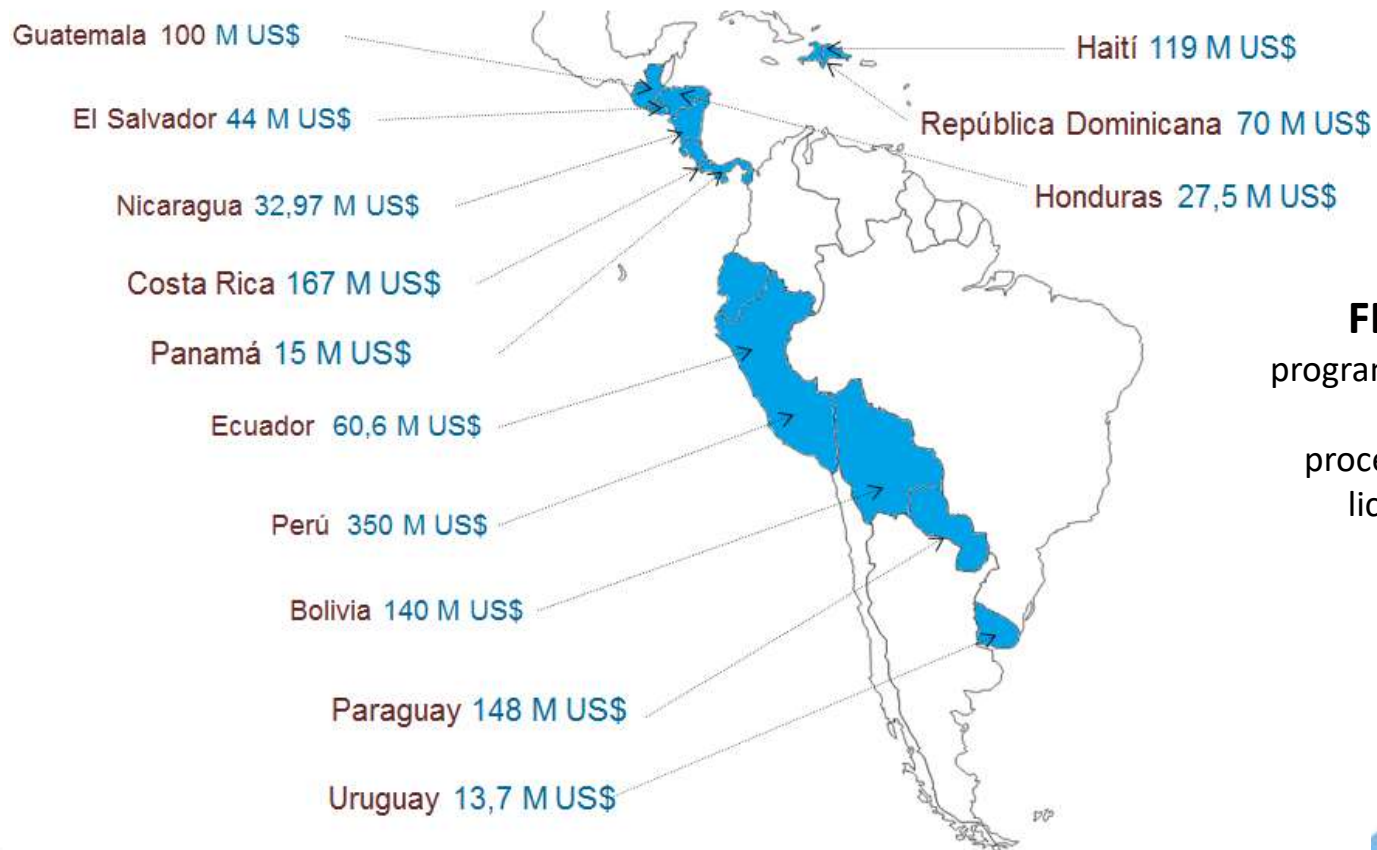 Guatemala 100 M US$
El Salvador 44 M US$
Nicaragua 32,97 M US$
Costa Rica 167 M US$
Panamá 15 M US$
Ecuador 60,6 M US$
Perú 350 M US$
Bolivia 140 M US$
Paraguay 148 M US$
Uruguay 13,7 M US$
Haití 119 M US$
República Dominicana 70 M US$
Honduras 27,5 M US$